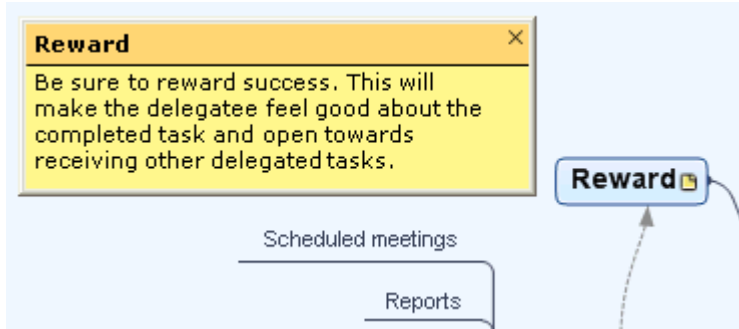 Reward
Be sure to reward success. This will
make the delegatee feel good about the
completed task and open towards
receiving other delegated tasks.
Reward
Scheduled meetings
Reports